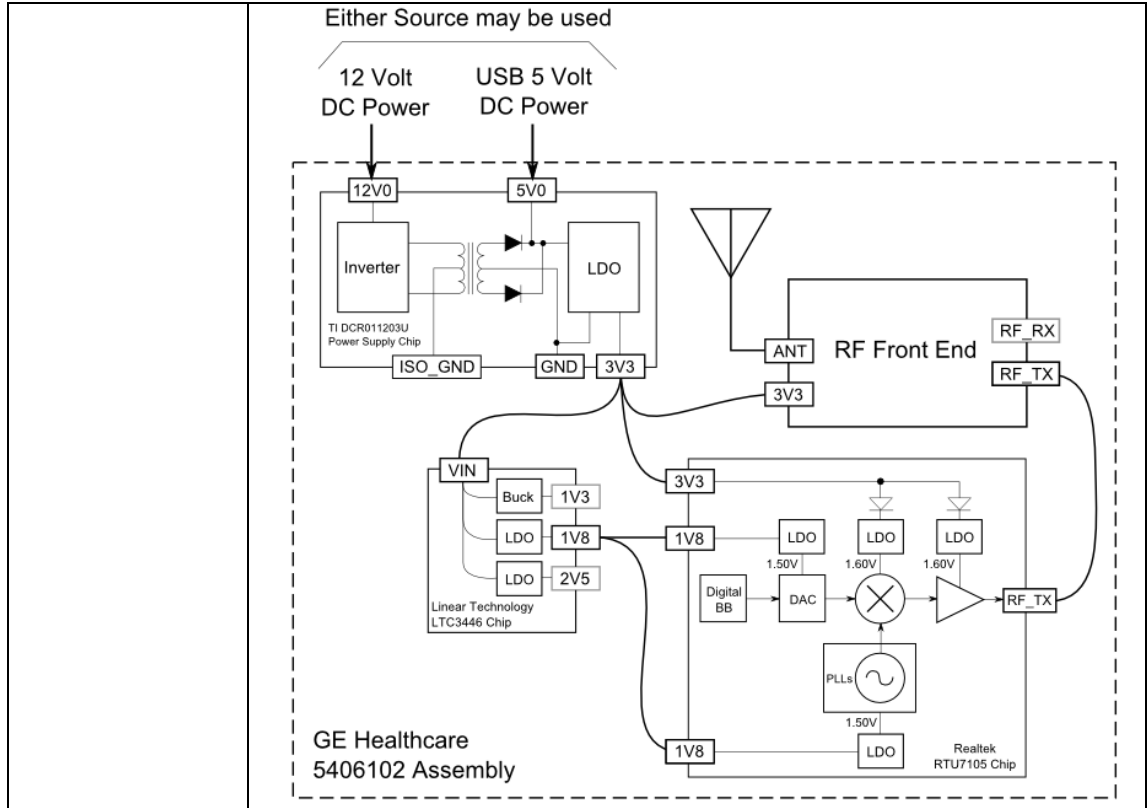 Either Source may be used
12 Volt
DC Power
USB 5 Volt
DC Power
12V0
5V0
Inverter
LDO
TI DCR011203U
Power Supply Chip
ISO_GND
GND
3V3
ANT
3V3
RF Front End
RF_RX
RF_TX
VIN
Buck
1V3
LDO
1V8
LDO
2V5
Linear Technology
LTC3446 Chip
3V3
1V8
LDO
LDO
LDO
1.50V
1.60V
1.60V
Digital
BB
DAC
RF_TX
PLLs
1.50V
1V8
LDO
Realtek
RTU7105 Chip
GE Healthcare
5406102 Assembly